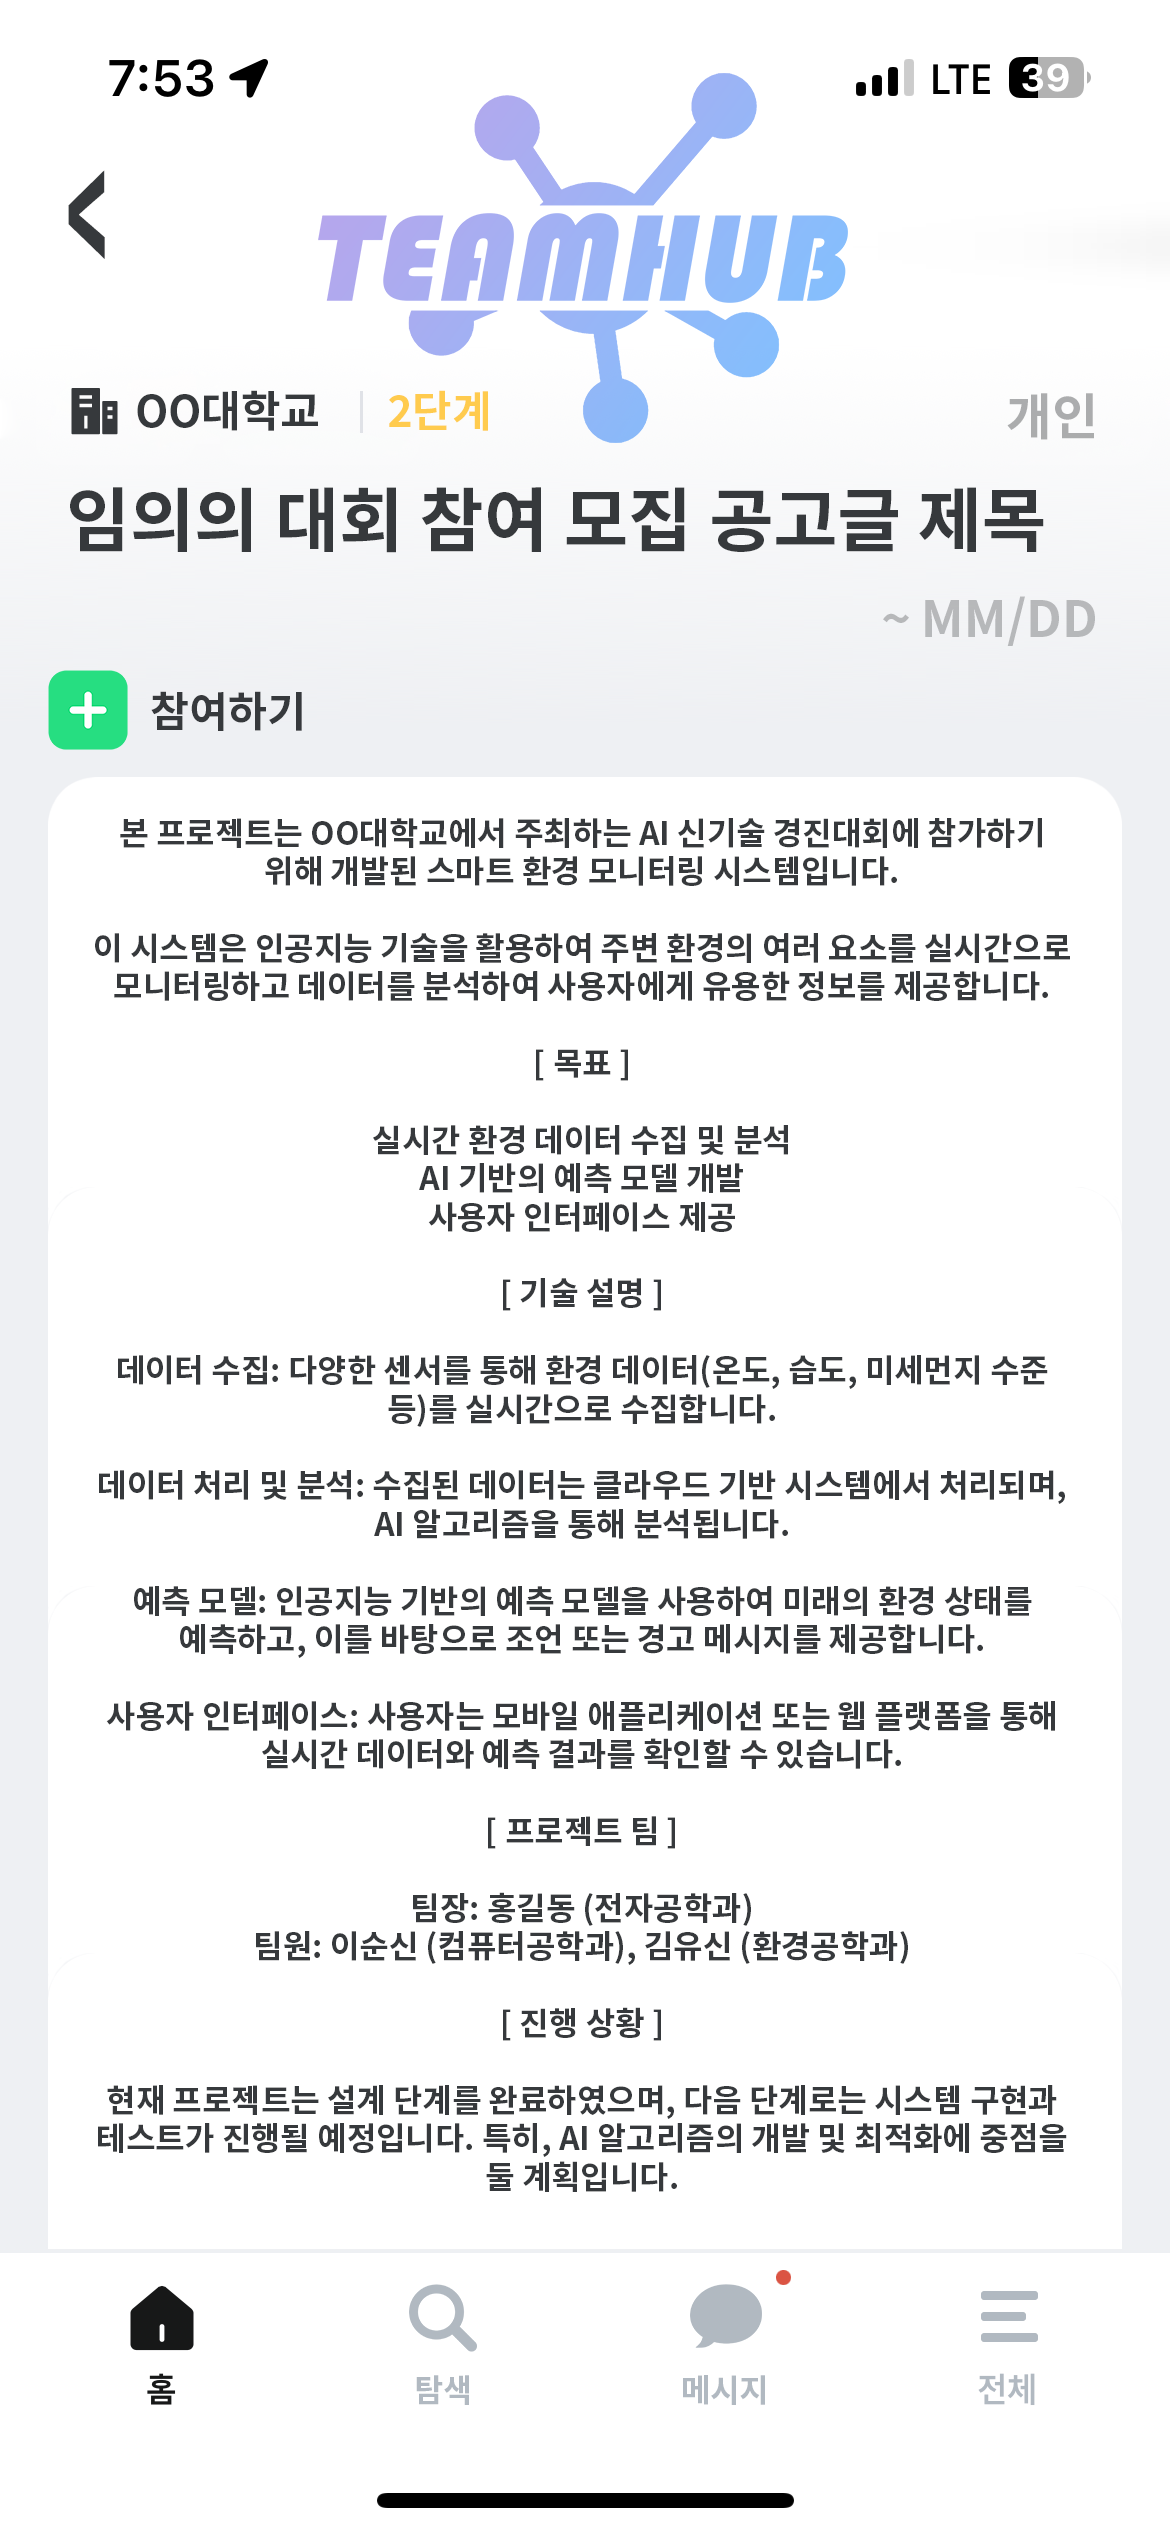 7:53
LTE
39
TEAMHUB
OO대학교
2단계
개인
임의의 대회 참여 모집 공고글 제목
~ MM/DD
참여하기
본 프로젝트는 OO대학교에서 주최하는 AI 신기술 경진대회에 참가하기
위해 개발된 스마트 환경 모니터링 시스템입니다.
이 시스템은 인공지능 기술을 활용하여 주변 환경의 여러 요소를 실시간으로
모니터링하고 데이터를 분석하여 사용자에게 유용한 정보를 제공합니다.
[ 목표 ]
실시간 환경 데이터 수집 및 분석
AI 기반의 예측 모델 개발
사용자 인터페이스 제공
[ 기술 설명 ]
데이터 수집: 다양한 센서를 통해 환경 데이터(온도, 습도, 미세먼지 수준
등)를 실시간으로 수집합니다.
데이터 처리 및 분석: 수집된 데이터는 클라우드 기반 시스템에서 처리되며,
AI 알고리즘을 통해 분석됩니다.
예측 모델: 인공지능 기반의 예측 모델을 사용하여 미래의 환경 상태를
예측하고, 이를 바탕으로 조언 또는 경고 메시지를 제공합니다.
사용자 인터페이스: 사용자는 모바일 애플리케이션 또는 웹 플랫폼을 통해
실시간 데이터와 예측 결과를 확인할 수 있습니다.
[ 프로젝트 팀 ]
팀장: 홍길동 (전자공학과)
팀원: 이순신 (컴퓨터공학과), 김유신 (환경공학과)
[ 진행 상황 ]
현재 프로젝트는 설계 단계를 완료하였으며, 다음 단계로는 시스템 구현과
테스트가 진행될 예정입니다. 특히, AI 알고리즘의 개발 및 최적화에 중점을
둘 계획입니다.
홈
탐색
메시지
전체